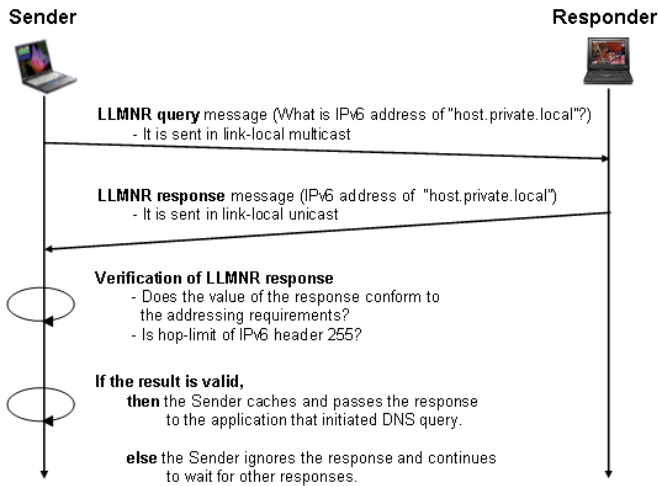 Sender
Responder
LLMNR query message (What is IPv6 address of "host.private.local"?)
- It is sent in link-local multicast
LLMNR response message (IPv6 address of "host.private.local")
- It is sent in link-local unicast
Verification of LLMNR response
- Does the value of the response conform to
the addressing requirements?
- Is hop-limit of IPv6 header 255?
If the result is valid,
then the Sender caches and passes the response
to the application that initiated DNS query.
else the Sender ignores the response and continues
to wait for other responses.